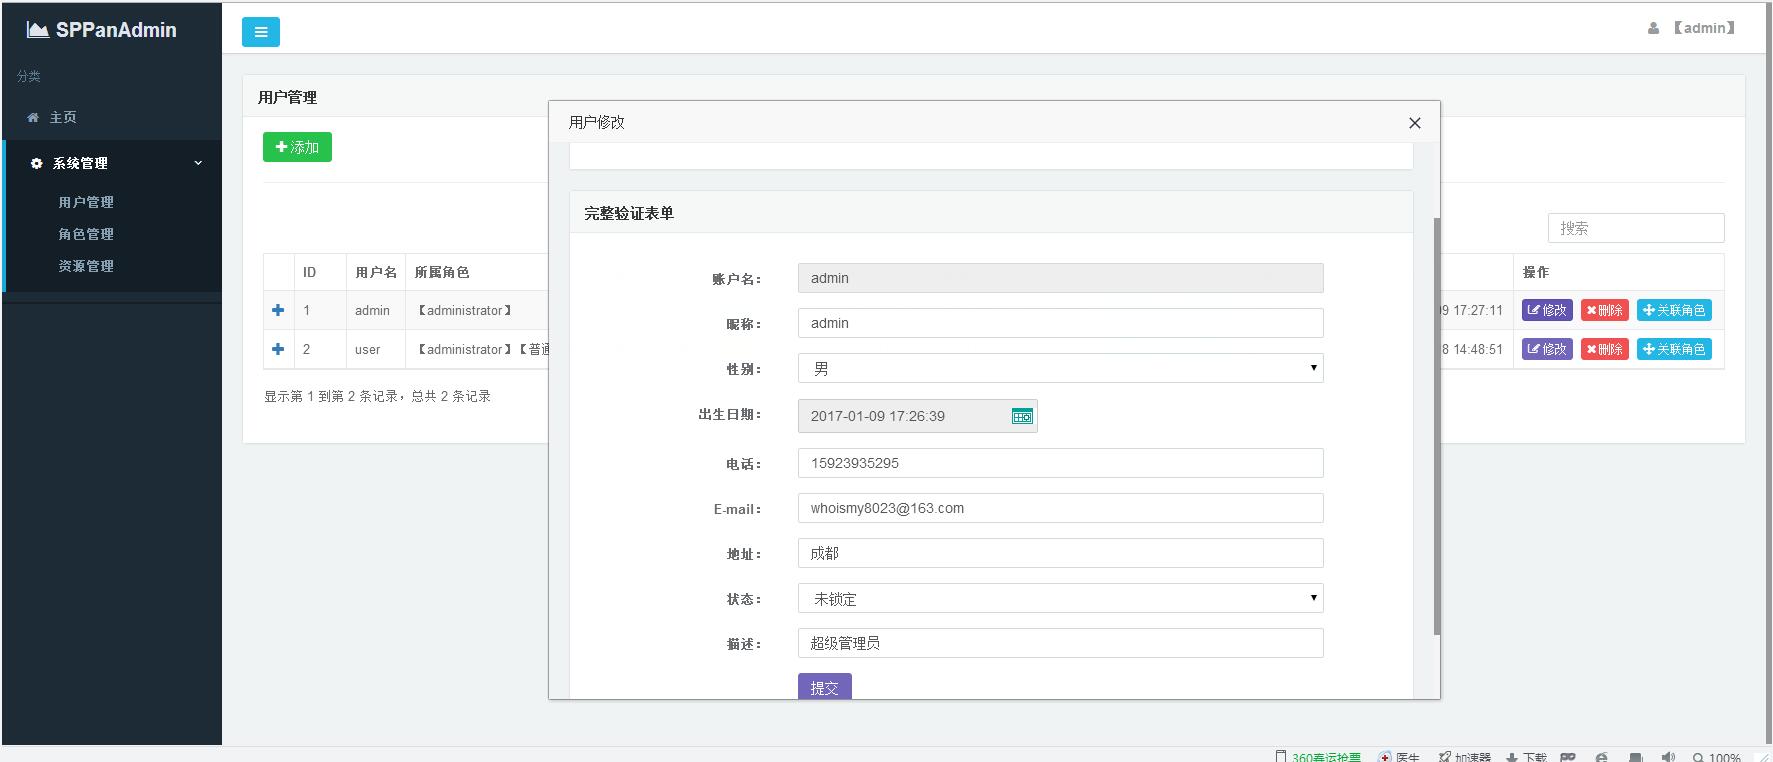 SPPanAdmin
【admin】
分类
主页
系统管理
用户管理
角色管理
资源管理
用户管理
添加
搜索
ID 用户名 所属角色 操作
1 admin 【administrator】 9 17:27:11 修改 删除 关联角色
2 user 【administrator】【普通 8 14:48:51 修改 删除 关联角色
显示第 1 到第 2 条记录，总共 2 条记录
用户修改
完整验证表单
账户名： admin
昵称： admin
性别： 男
出生日期： 2017-01-09 17:26:39
电话： 15923935295
E-mail： whoismy8023@163.com
地址： 成都
状态： 未锁定
描述： 超级管理员
提交
360春运抢票 医生 加速器 下载 100%